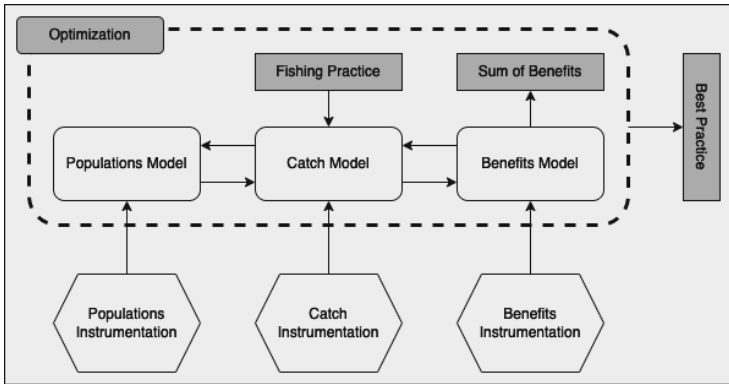 Optimization
Fishing Practice
Sum of Benefits
Best Practice
Populations Model
Catch Model
Benefits Model
Populations
Instrumentation
Catch
Instrumentation
Benefits
Instrumentation